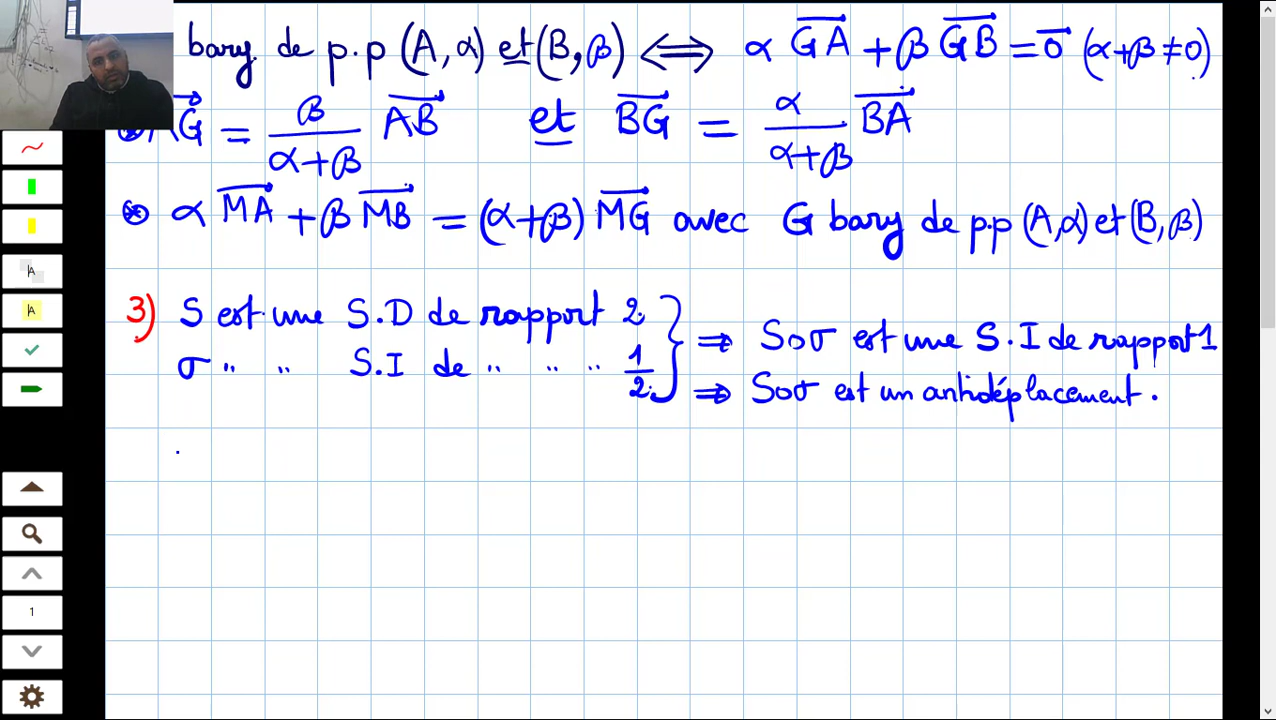 bary de p.p (A, α) et (B, β) ⟺ α GA + β GB = 0 (α+β ≠ 0)
AG = β/(α+β) AB et BG = α/(α+β) BA
⊛ α MA + β MB = (α+β) MG avec G bary de p.p (A,α) et (B, β)
3) S est une S.D de rapport 2
σ " " S.I de " " " 1/2
⇒ Soσ est une S.I de rapport 1
⇒ Soσ est un antidéplacement.
A
A
1